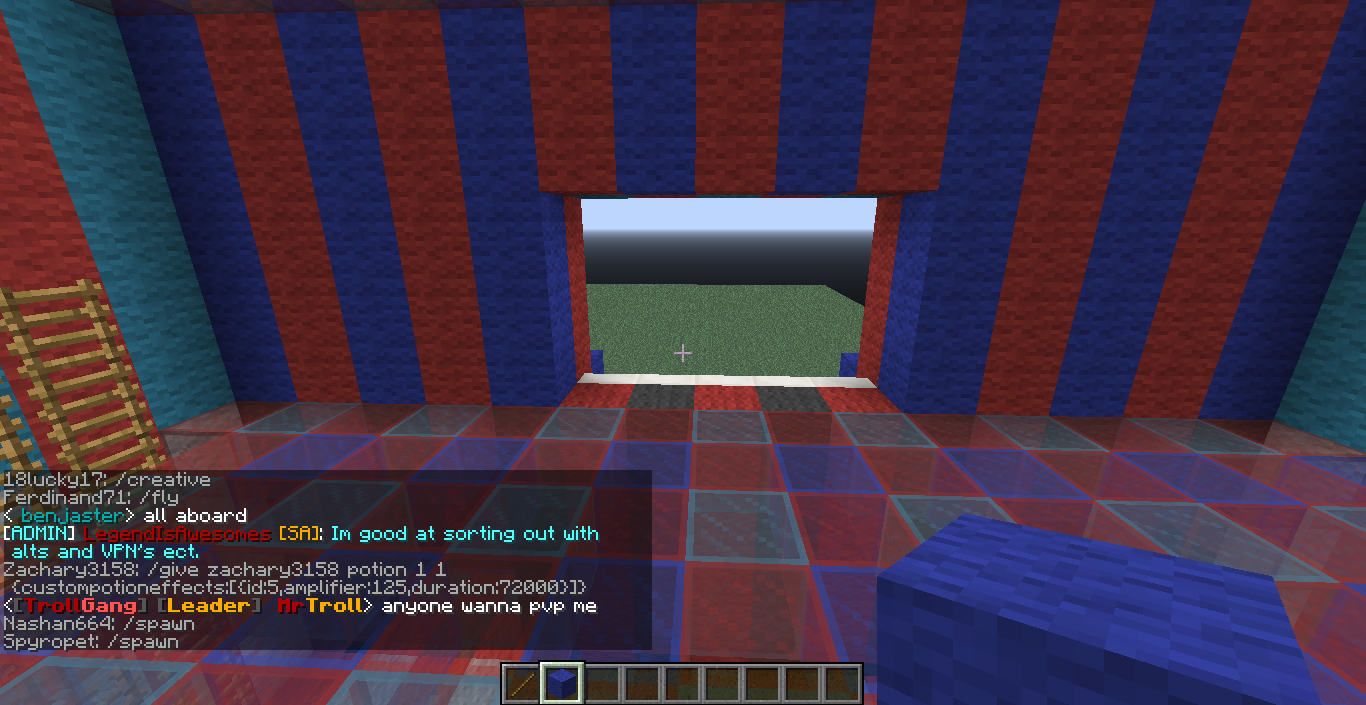 18lucky17: /creative
Ferdinand71: /fly
< benjaster> all aboard
[ADMIN] LegendIsAwesomes [SA]: Im good at sorting out with
alts and VPN's ect.
Zachary3158: /give zachary3158 potion 1 1
{custompotioneffects:[{id:5,amplifier:125,duration:72000}]}
<[TrollGang] [Leader] MrTroll> anyone wanna pvp me
Nashan664: /spawn
Spyropet: /spawn